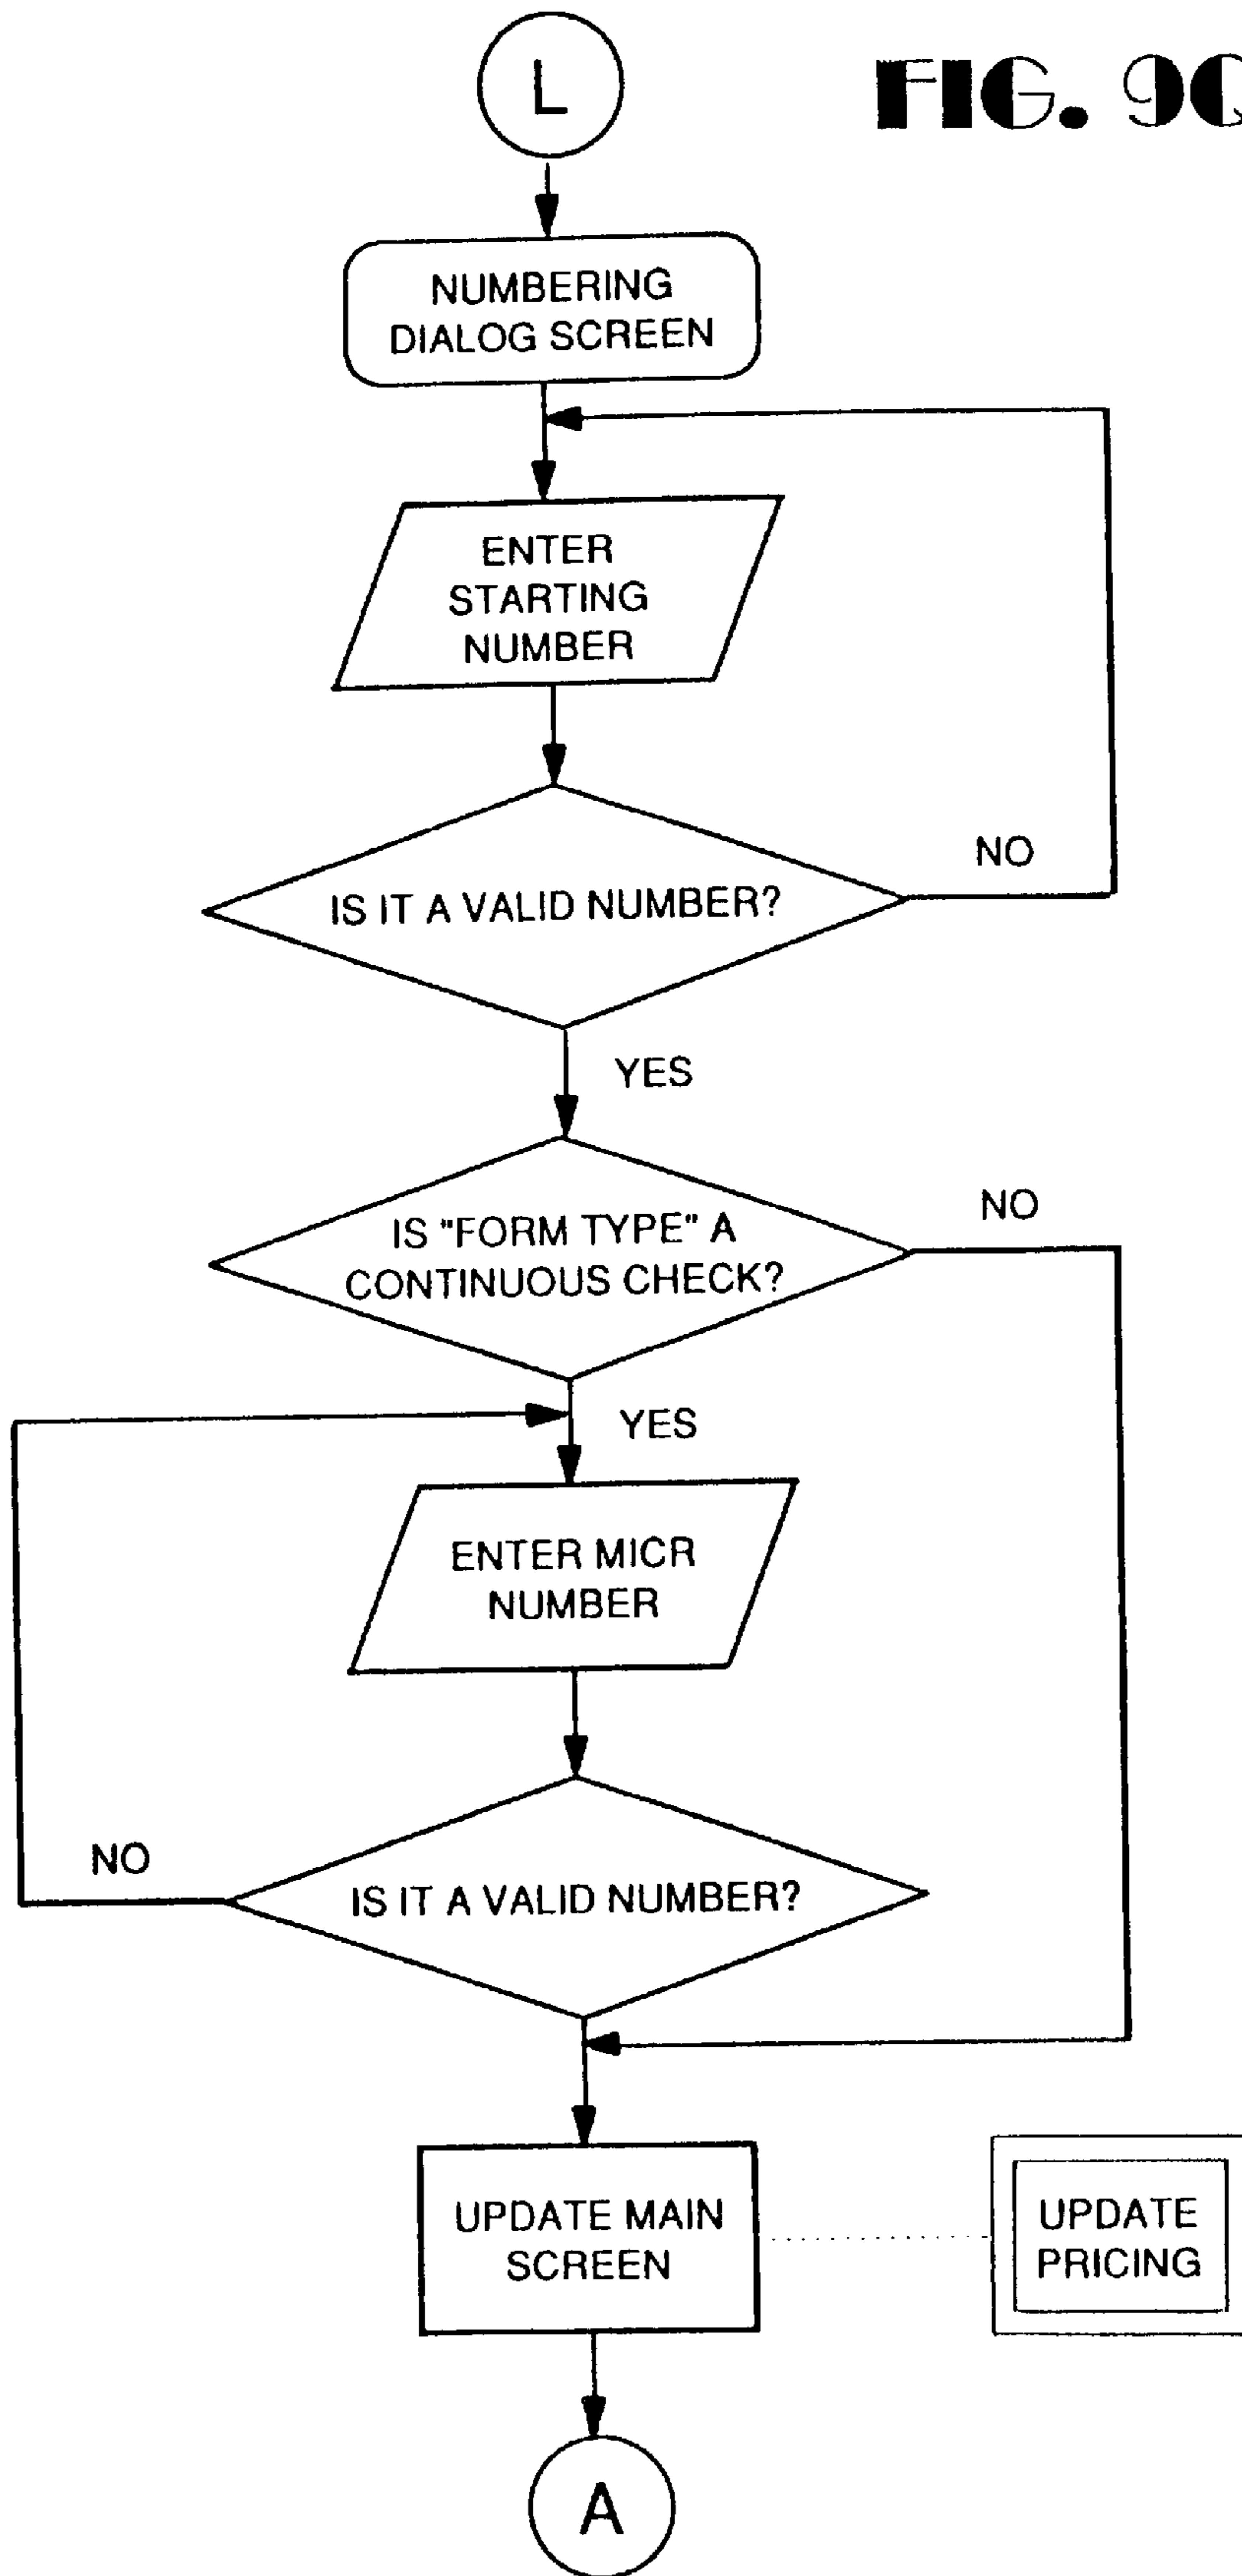 L
FIG. 9Q
NUMBERING
DIALOG SCREEN
ENTER
STARTING
NUMBER
IS IT A VALID NUMBER?
NO
YES
IS "FORM TYPE" A
CONTINUOUS CHECK?
NO
YES
ENTER MICR
NUMBER
IS IT A VALID NUMBER?
NO
UPDATE MAIN
SCREEN
UPDATE
PRICING
A